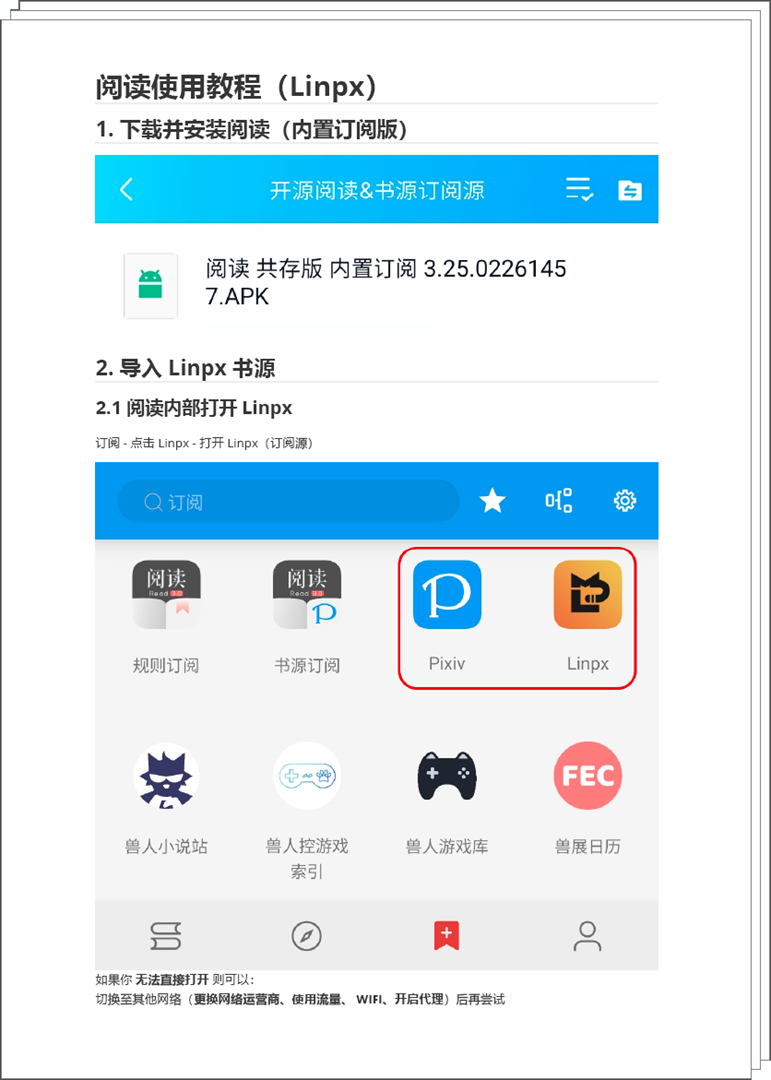 阅读使用教程（Linpx）
1. 下载并安装阅读（内置订阅版）
开源阅读&书源订阅源
阅读 共存版 内置订阅 3.25.0226145
7.APK
2. 导入 Linpx 书源
2.1 阅读内部打开 Linpx
订阅 - 点击 Linpx - 打开 Linpx（订阅源）
订阅
阅读 阅读
Read 3.0 Read 3.0
规则订阅 书源订阅 Pixiv Linpx
FEC
兽人小说站 兽人控游戏 兽人游戏库 兽展日历
索引
如果你 无法直接打开 则可以：
切换至其他网络（更换网络运营商、使用流量、 WIFI、开启代理）后再尝试